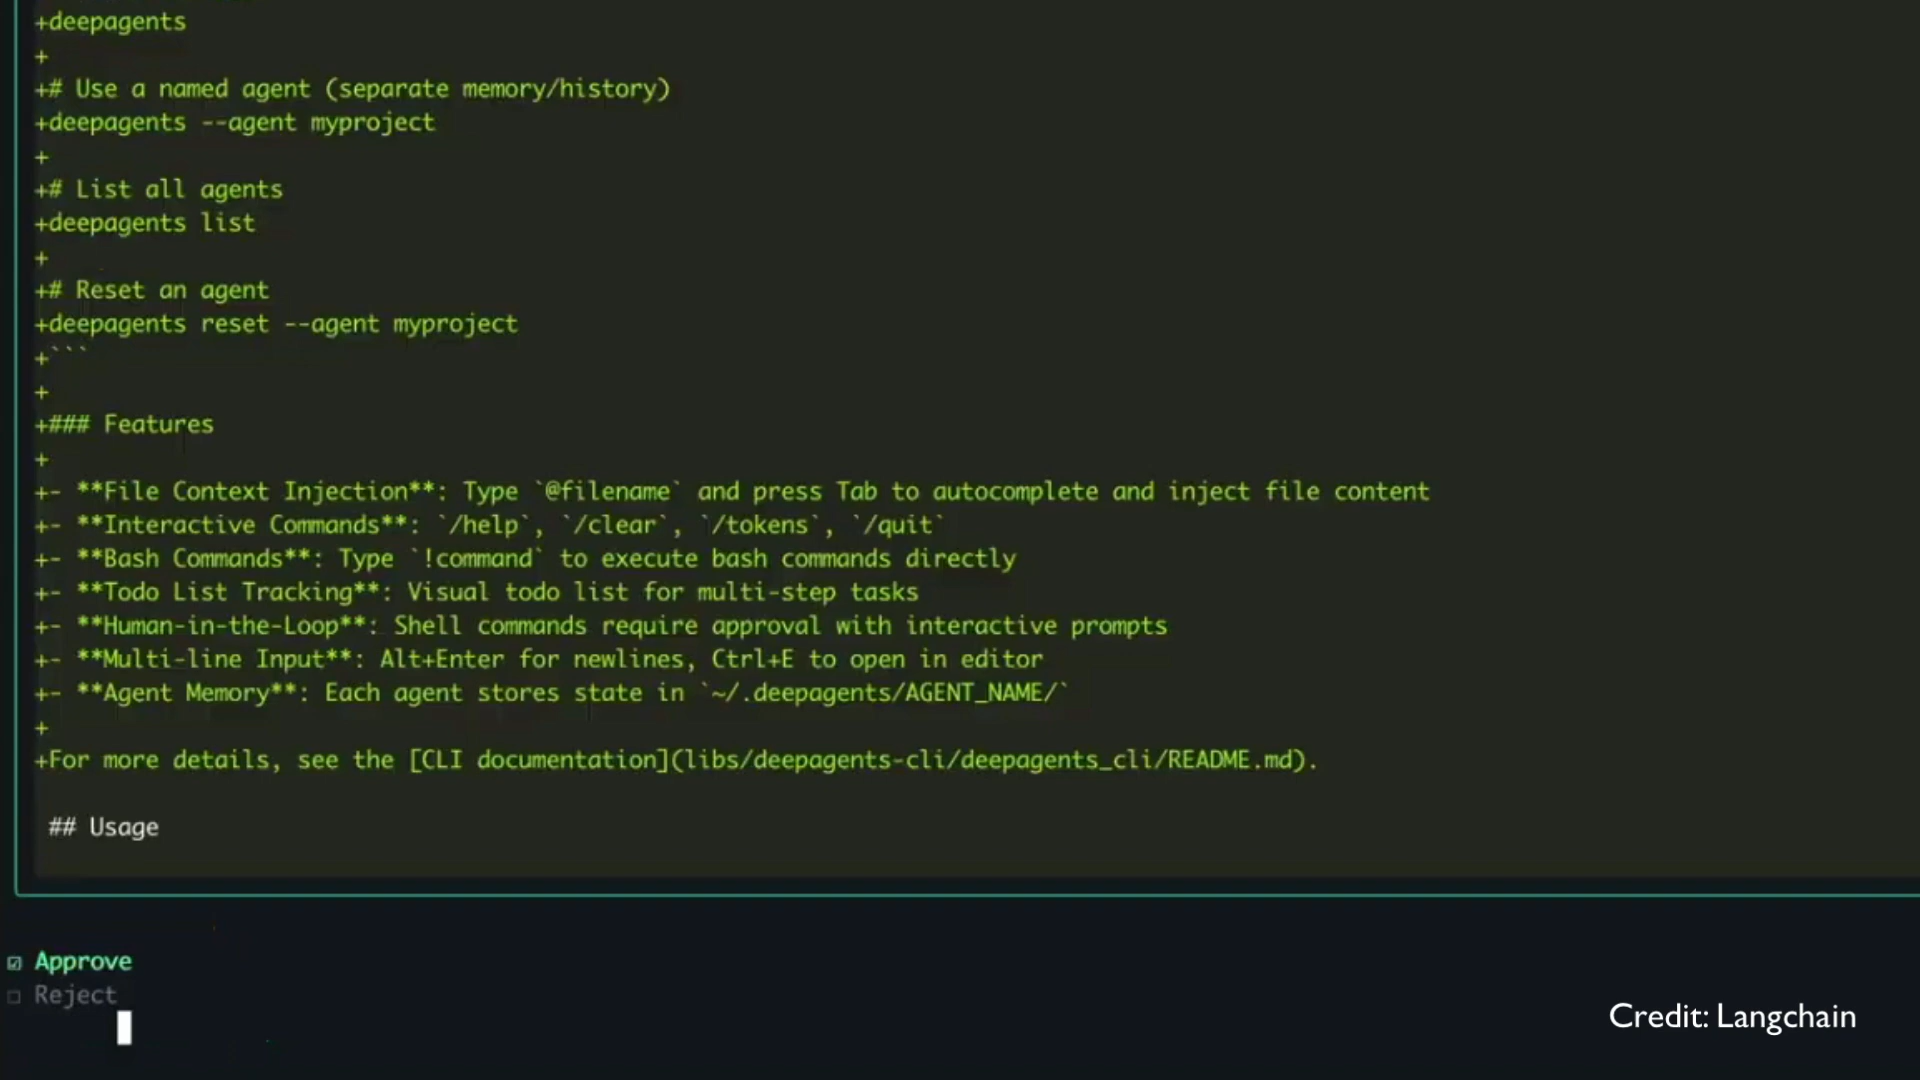 +deepagents
+
+# Use a named agent (separate memory/history)
+deepagents --agent myproject
+
+# List all agents
+deepagents list
+
+# Reset an agent
+deepagents reset --agent myproject
+```
+
+### Features
+
+- **File Context Injection**: Type `@filename` and press Tab to autocomplete and inject file content
+- **Interactive Commands**: `/help`, `/clear`, `/tokens`, `/quit`
+- **Bash Commands**: Type `!command` to execute bash commands directly
+- **Todo List Tracking**: Visual todo list for multi-step tasks
+- **Human-in-the-Loop**: Shell commands require approval with interactive prompts
+- **Multi-line Input**: Alt+Enter for newlines, Ctrl+E to open in editor
+- **Agent Memory**: Each agent stores state in `~/.deepagents/AGENT_NAME/`
+
+For more details, see the [CLI documentation](libs/deepagents-cli/deepagents_cli/README.md).
## Usage
☑ Approve
☐ Reject
Credit: Langchain